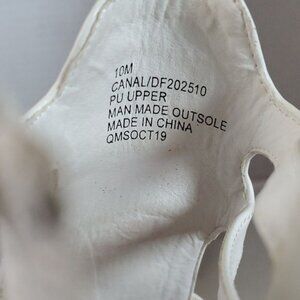 10M
CANAL/DF202510
PU UPPER
MAN MADE OUTSOLE
MADE IN CHINA
QMSOCT19